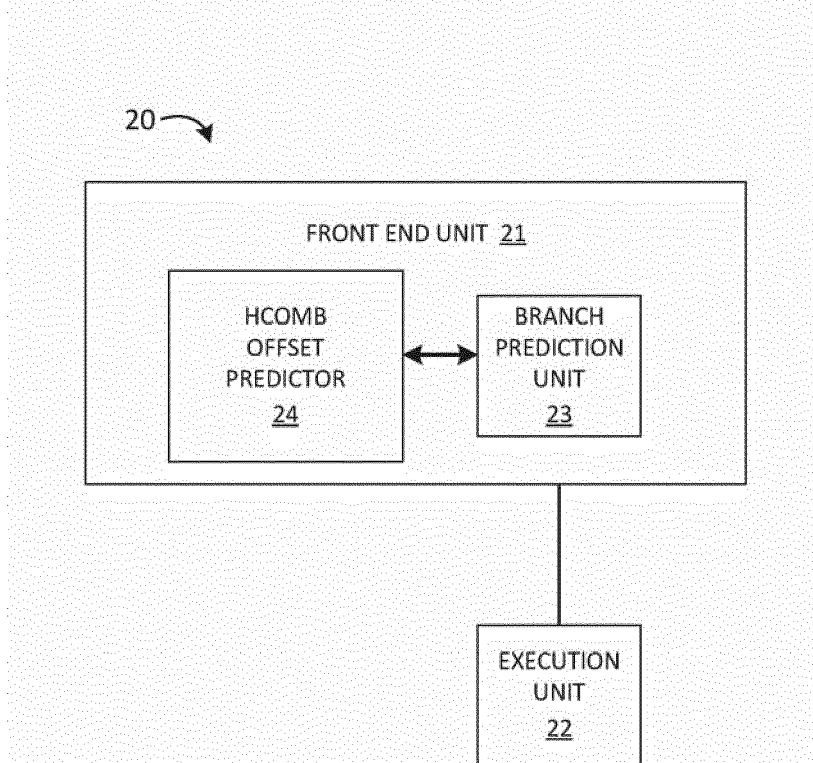 20
FRONT END UNIT 21
HCOMB
OFFSET
PREDICTOR
24
BRANCH
PREDICTION
UNIT
23
EXECUTION
UNIT
22